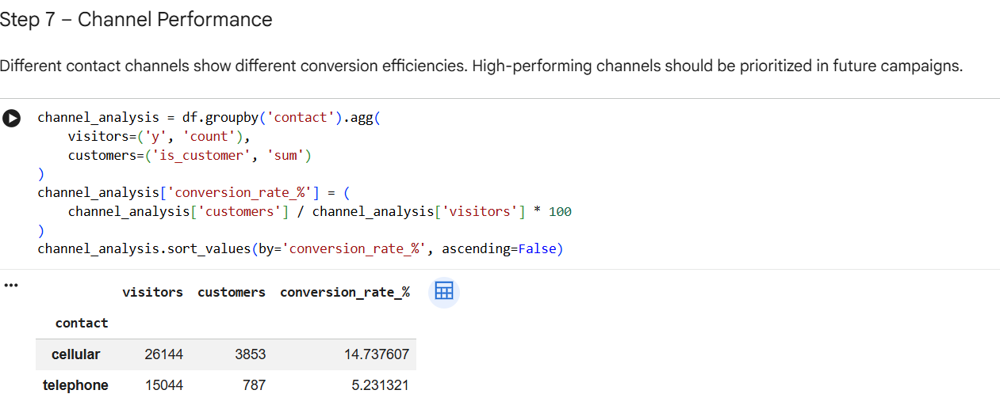 Step 7 – Channel Performance
Different contact channels show different conversion efficiencies. High-performing channels should be prioritized in future campaigns.
channel_analysis = df.groupby('contact').agg(
    visitors=('y', 'count'),
    customers=('is_customer', 'sum')
)
channel_analysis['conversion_rate_%'] = (
    channel_analysis['customers'] / channel_analysis['visitors'] * 100
)
channel_analysis.sort_values(by='conversion_rate_%', ascending=False)
visitors customers conversion_rate_%
contact
cellular 26144 3853 14.737607
telephone 15044 787 5.231321